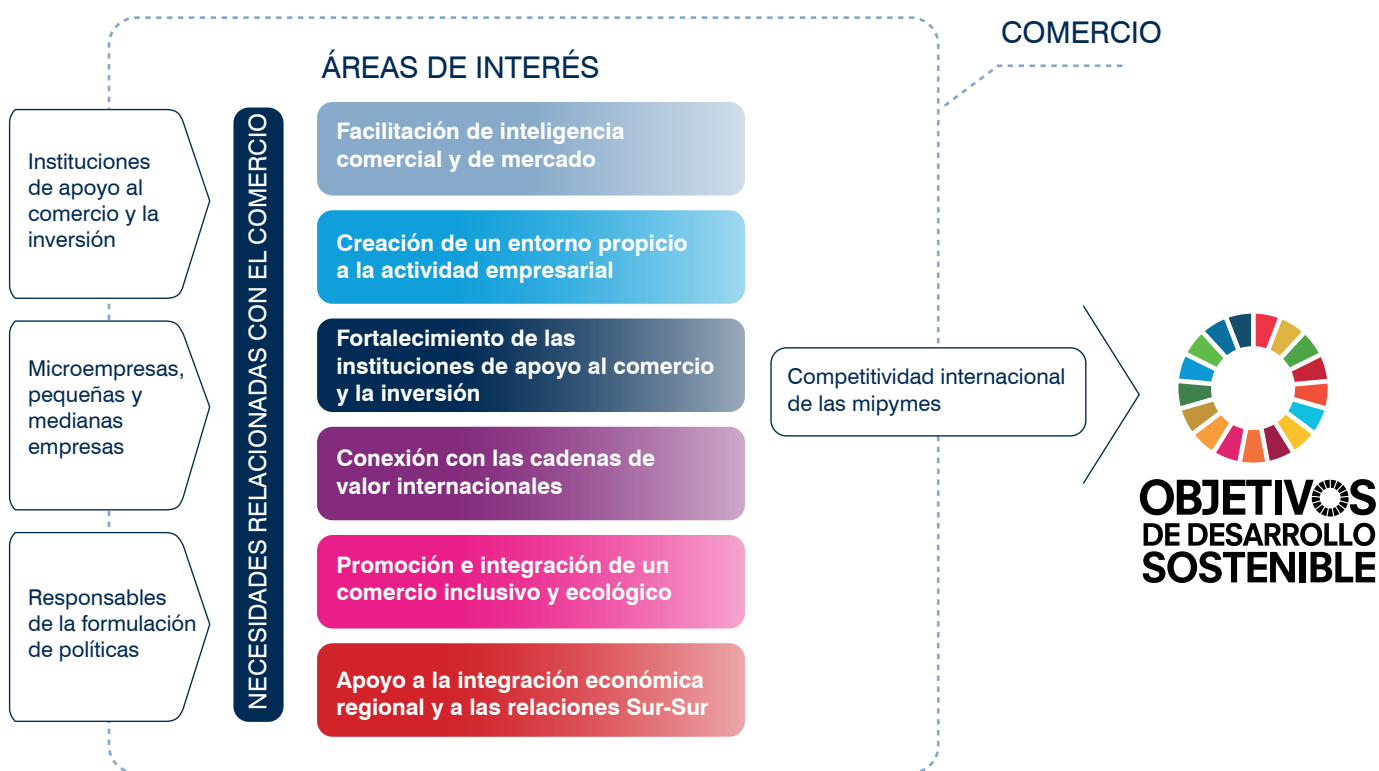 COMERCIO
ÁREAS DE INTERÉS
Instituciones
de apoyo al
comercio y la
inversión
Microempresas,
pequeñas y
medianas
empresas
Responsables
de la formulación
de políticas
NECESIDADES RELACIONADAS CON EL COMERCIO
Facilitación de inteligencia
comercial y de mercado
Creación de un entorno propicio
a la actividad empresarial
Fortalecimiento de las
instituciones de apoyo al comercio
y la inversión
Conexión con las cadenas de
valor internacionales
Promoción e integración de un
comercio inclusivo y ecológico
Apoyo a la integración económica
regional y a las relaciones Sur-Sur
Competitividad internacional
de las mipymes
OBJETIVOS
DE DESARROLLO
SOSTENIBLE